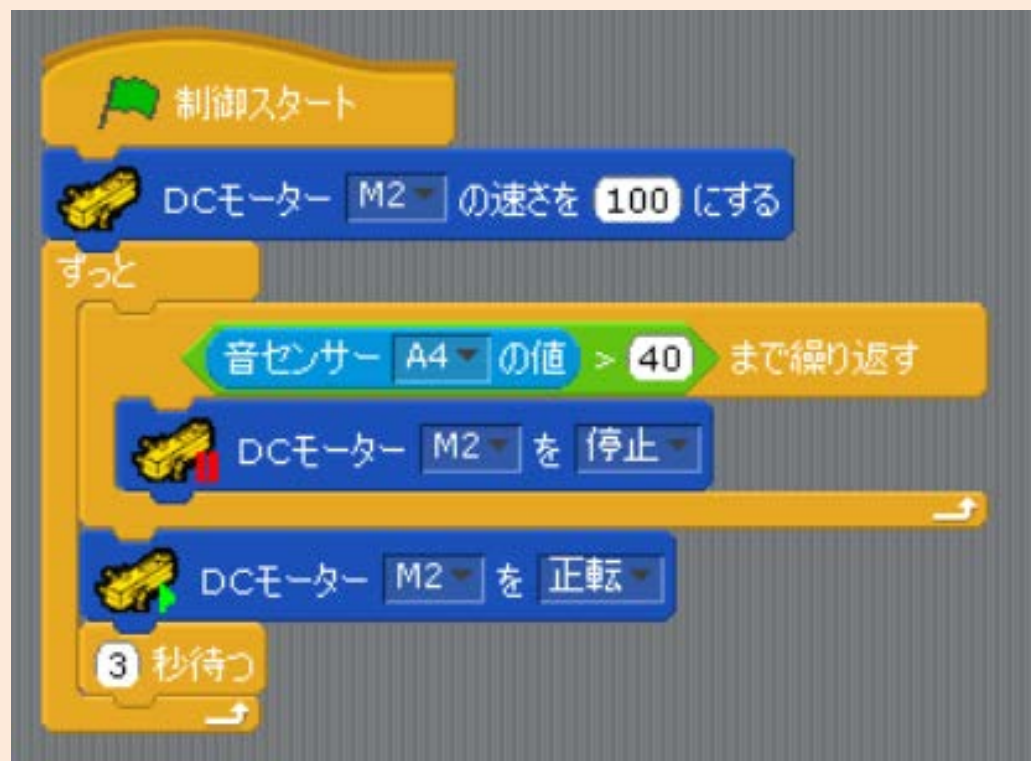 制御スタート
DCモーター M2 の速さを 100 にする
ずっと
音センサー A4 の値 > 40 まで繰り返す
DCモーター M2 を 停止
DCモーター M2 を 正転
3 秒待つ